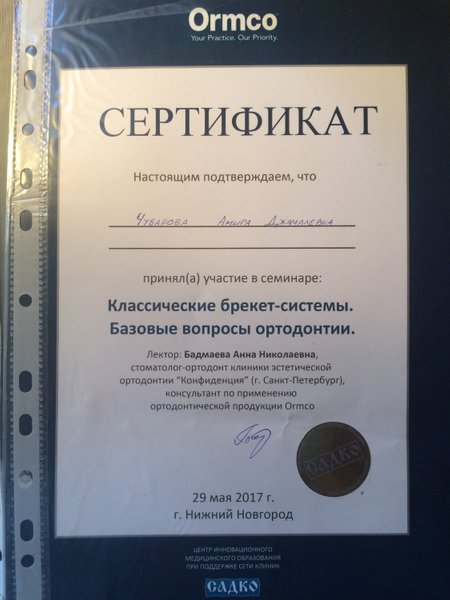 Ormco
Your Practice. Our Priority.
СЕРТИФИКАТ
Настоящим подтверждаем, что
Чубарова Амира Джамалевна
принял(а) участие в семинаре:
Классические брекет-системы.
Базовые вопросы ортодонтии.
Лектор: Бадмаева Анна Николаевна,
стоматолог-ортодонт клиники эстетической
ортодонтии "Конфиденция" (г. Санкт-Петербург),
консультант по применению
ортодонтической продукции Ormco
САДКО
29 мая 2017 г.
г. Нижний Новгород
ЦЕНТР ИННОВАЦИОННОГО
МЕДИЦИНСКОГО ОБРАЗОВАНИЯ
ПРИ ПОДДЕРЖКЕ СЕТИ КЛИНИК
САДКО